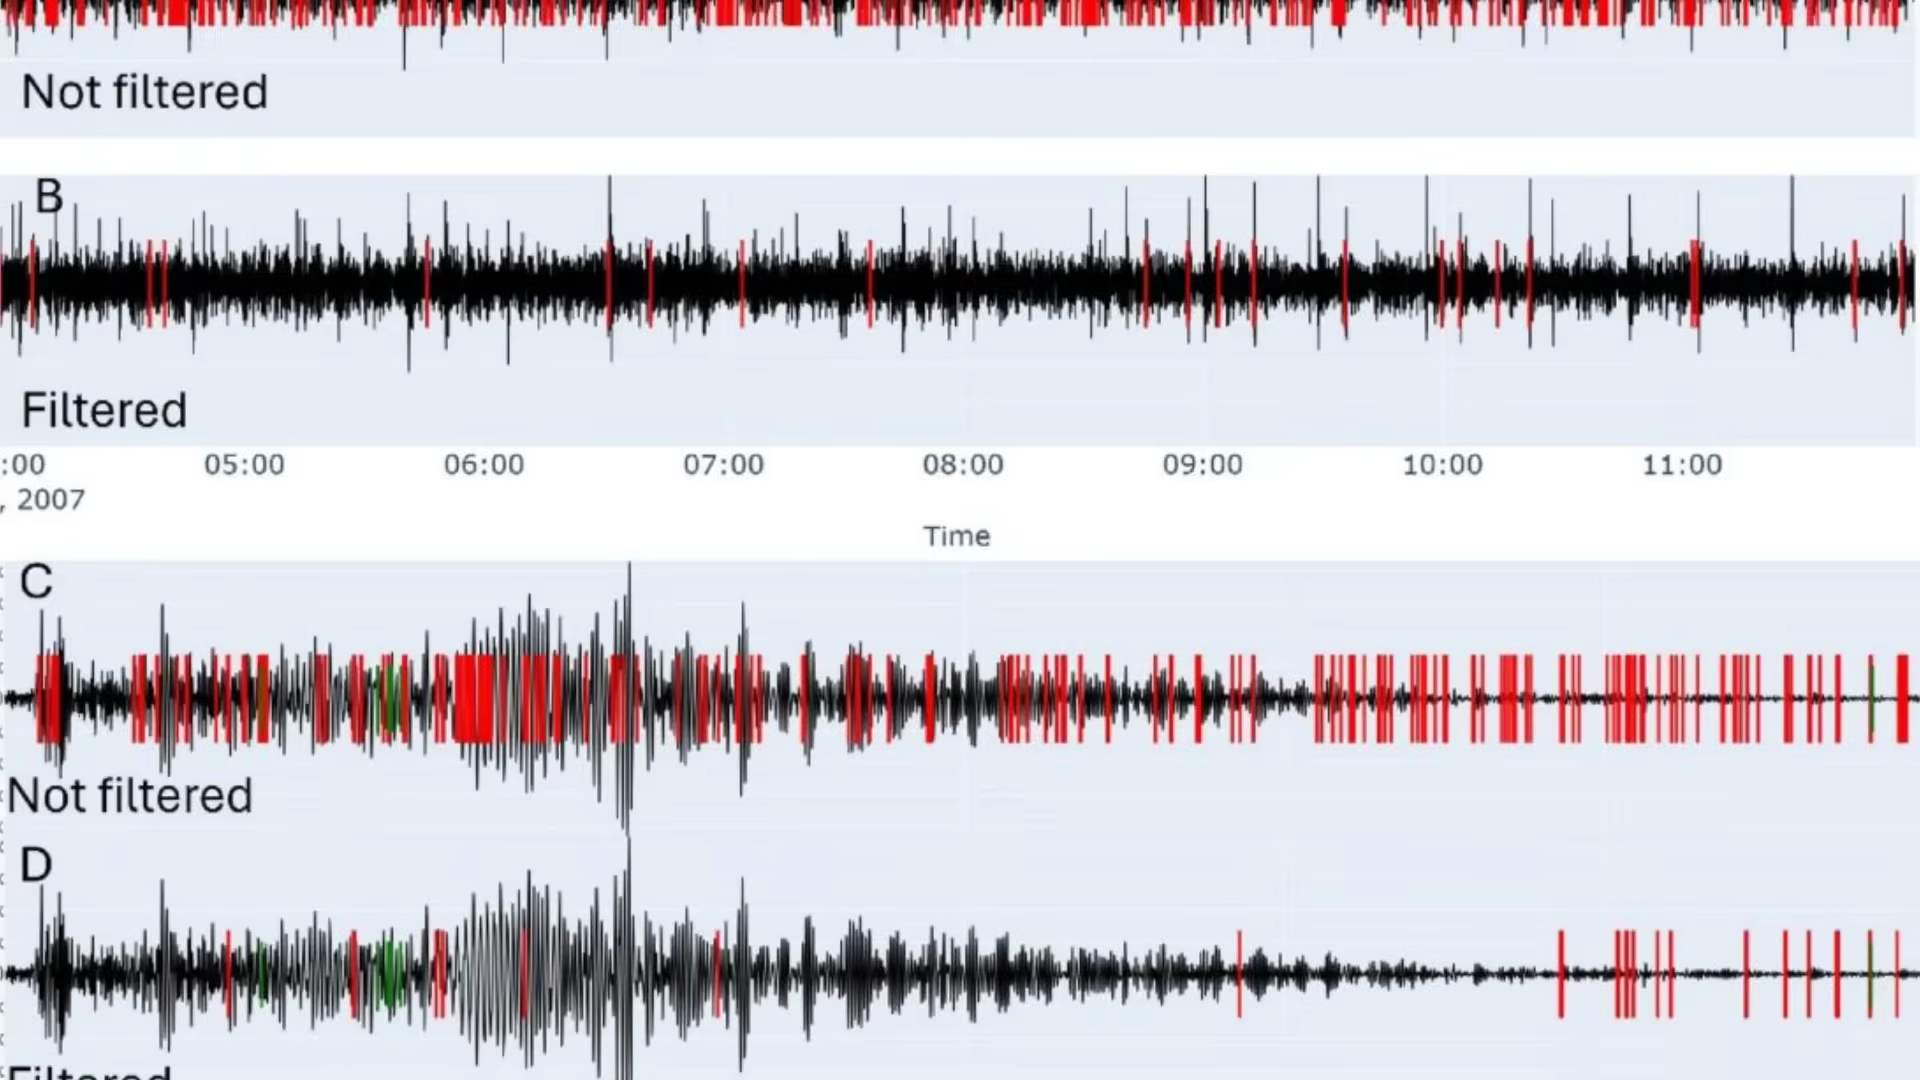 Not filtered
B
Filtered
:00 05:00 06:00 07:00 08:00 09:00 10:00 11:00
, 2007
Time
C
Not filtered
D
Filtered